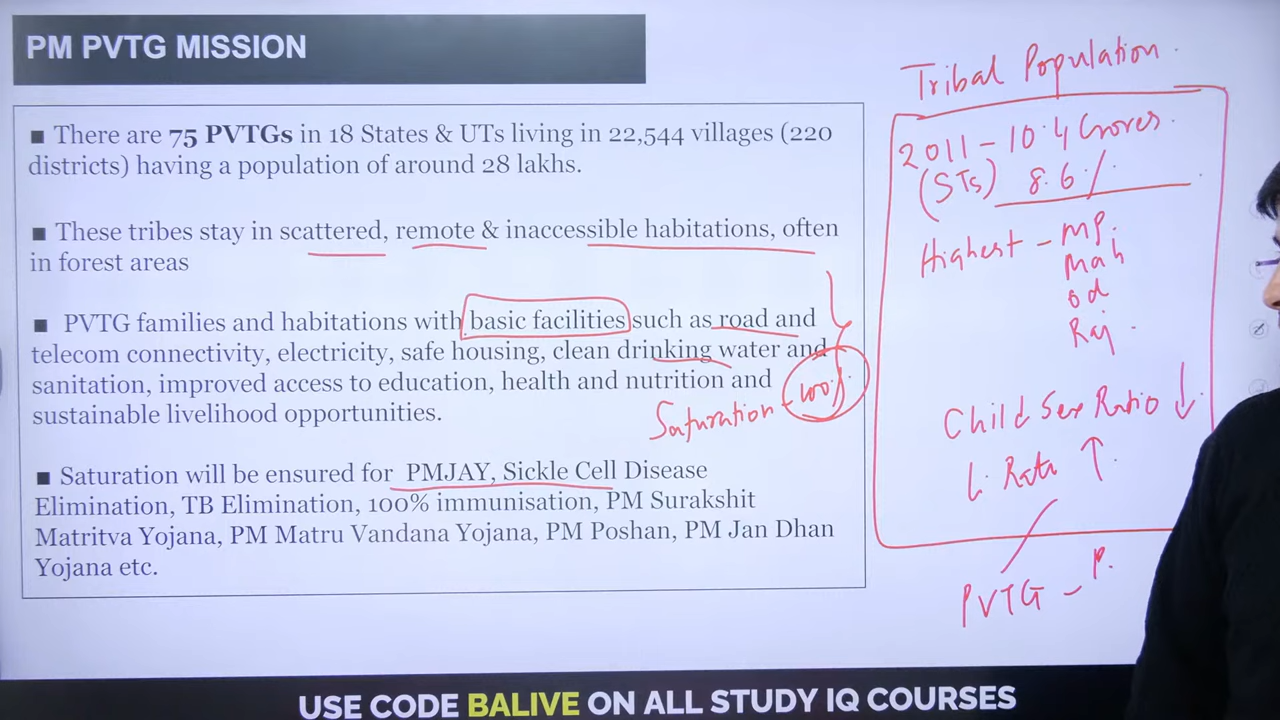 PM PVTG MISSION
▪ There are 75 PVTGs in 18 States & UTs living in 22,544 villages (220
districts) having a population of around 28 lakhs.
▪ These tribes stay in scattered, remote & inaccessible habitations, often
in forest areas
▪ PVTG families and habitations with basic facilities such as road and
telecom connectivity, electricity, safe housing, clean drinking water and
sanitation, improved access to education, health and nutrition and
sustainable livelihood opportunities.
Saturation - 100%
▪ Saturation will be ensured for PMJAY, Sickle Cell Disease
Elimination, TB Elimination, 100% immunisation, PM Surakshit
Matritva Yojana, PM Matru Vandana Yojana, PM Poshan, PM Jan Dhan
Yojana etc.
Tribal Population
2011 - 10.4 Crores
(STs) 8.6%
Highest - MP.
Mah
Od
Raj.
Child Sex Ratio ↓
L. Rate ↑
PVTG - P.
USE CODE BALIVE ON ALL STUDY IQ COURSES